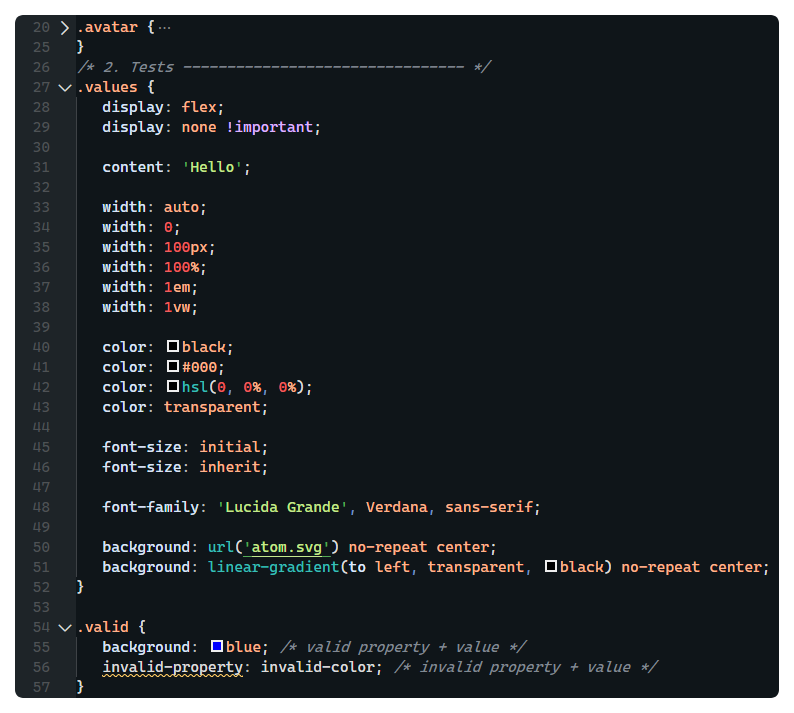 20 .avatar {···
25 }
26 /* 2. Tests -------------------------------- */
27 .values {
28 display: flex;
29 display: none !important;
30
31 content: 'Hello';
32
33 width: auto;
34 width: 0;
35 width: 100px;
36 width: 100%;
37 width: 1em;
38 width: 1vw;
39
40 color: black;
41 color: #000;
42 color: hsl(0, 0%, 0%);
43 color: transparent;
44
45 font-size: initial;
46 font-size: inherit;
47
48 font-family: 'Lucida Grande', Verdana, sans-serif;
49
50 background: url('atom.svg') no-repeat center;
51 background: linear-gradient(to left, transparent, black) no-repeat center;
52 }
53
54 .valid {
55 background: blue; /* valid property + value */
56 invalid-property: invalid-color; /* invalid property + value */
57 }